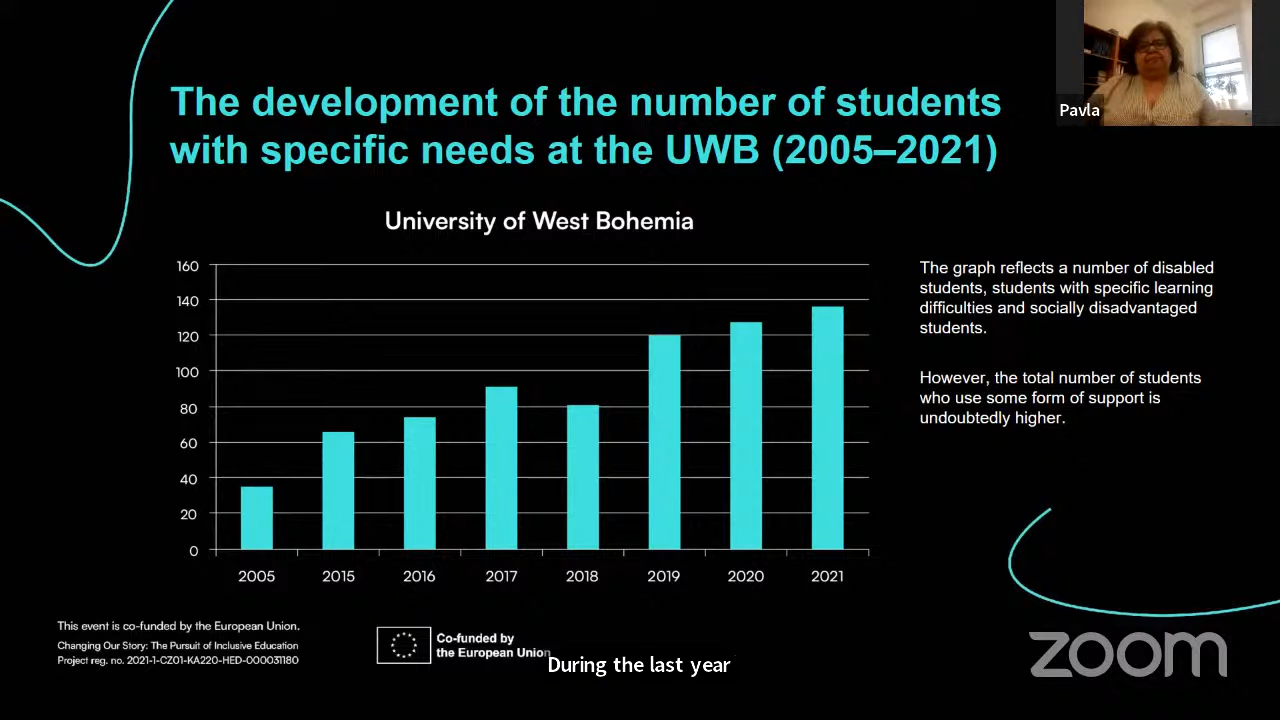 Pavla
The development of the number of students
with specific needs at the UWB (2005–2021)
University of West Bohemia
160
140
120
100
80
60
40
20
0
2005
2015
2016
2017
2018
2019
2020
2021
The graph reflects a number of disabled
students, students with specific learning
difficulties and socially disadvantaged
students.
However, the total number of students
who use some form of support is
undoubtedly higher.
This event is co-funded by the European Union.
Changing Our Story: The Pursuit of Inclusive Education
Project reg. no. 2021-1-CZ01-KA220-HED-000031180
Co-funded by
the European Union
During the last year
zoom